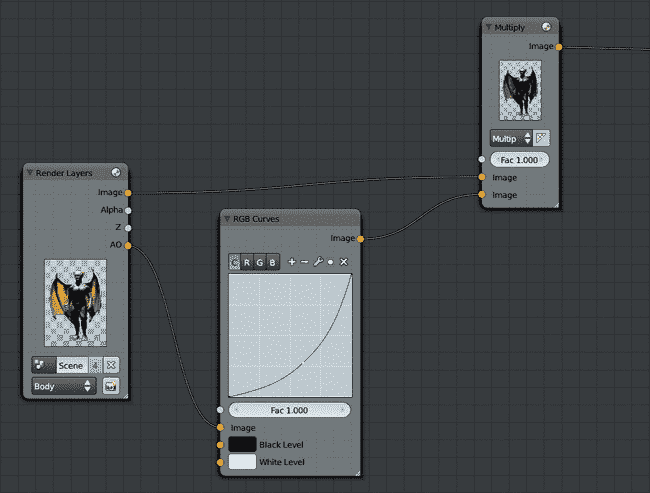 Multiply
Image
Multip
Fac 1.000
Image
Image
Render Layers
Image
Alpha
Z
AO
Scene
4
Body
RGB Curves
Image
C R G B
Fac 1.000
Image
Black Level
White Level